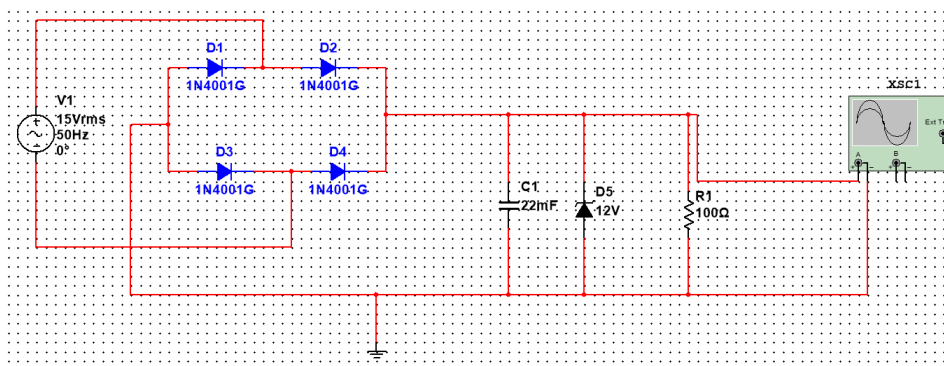 V1
15Vrms
50Hz
0°
D1
1N4001G
D2
1N4001G
D3
1N4001G
D4
1N4001G
C1
22mF
D5
12V
R1
100Ω
XSC1
A
B